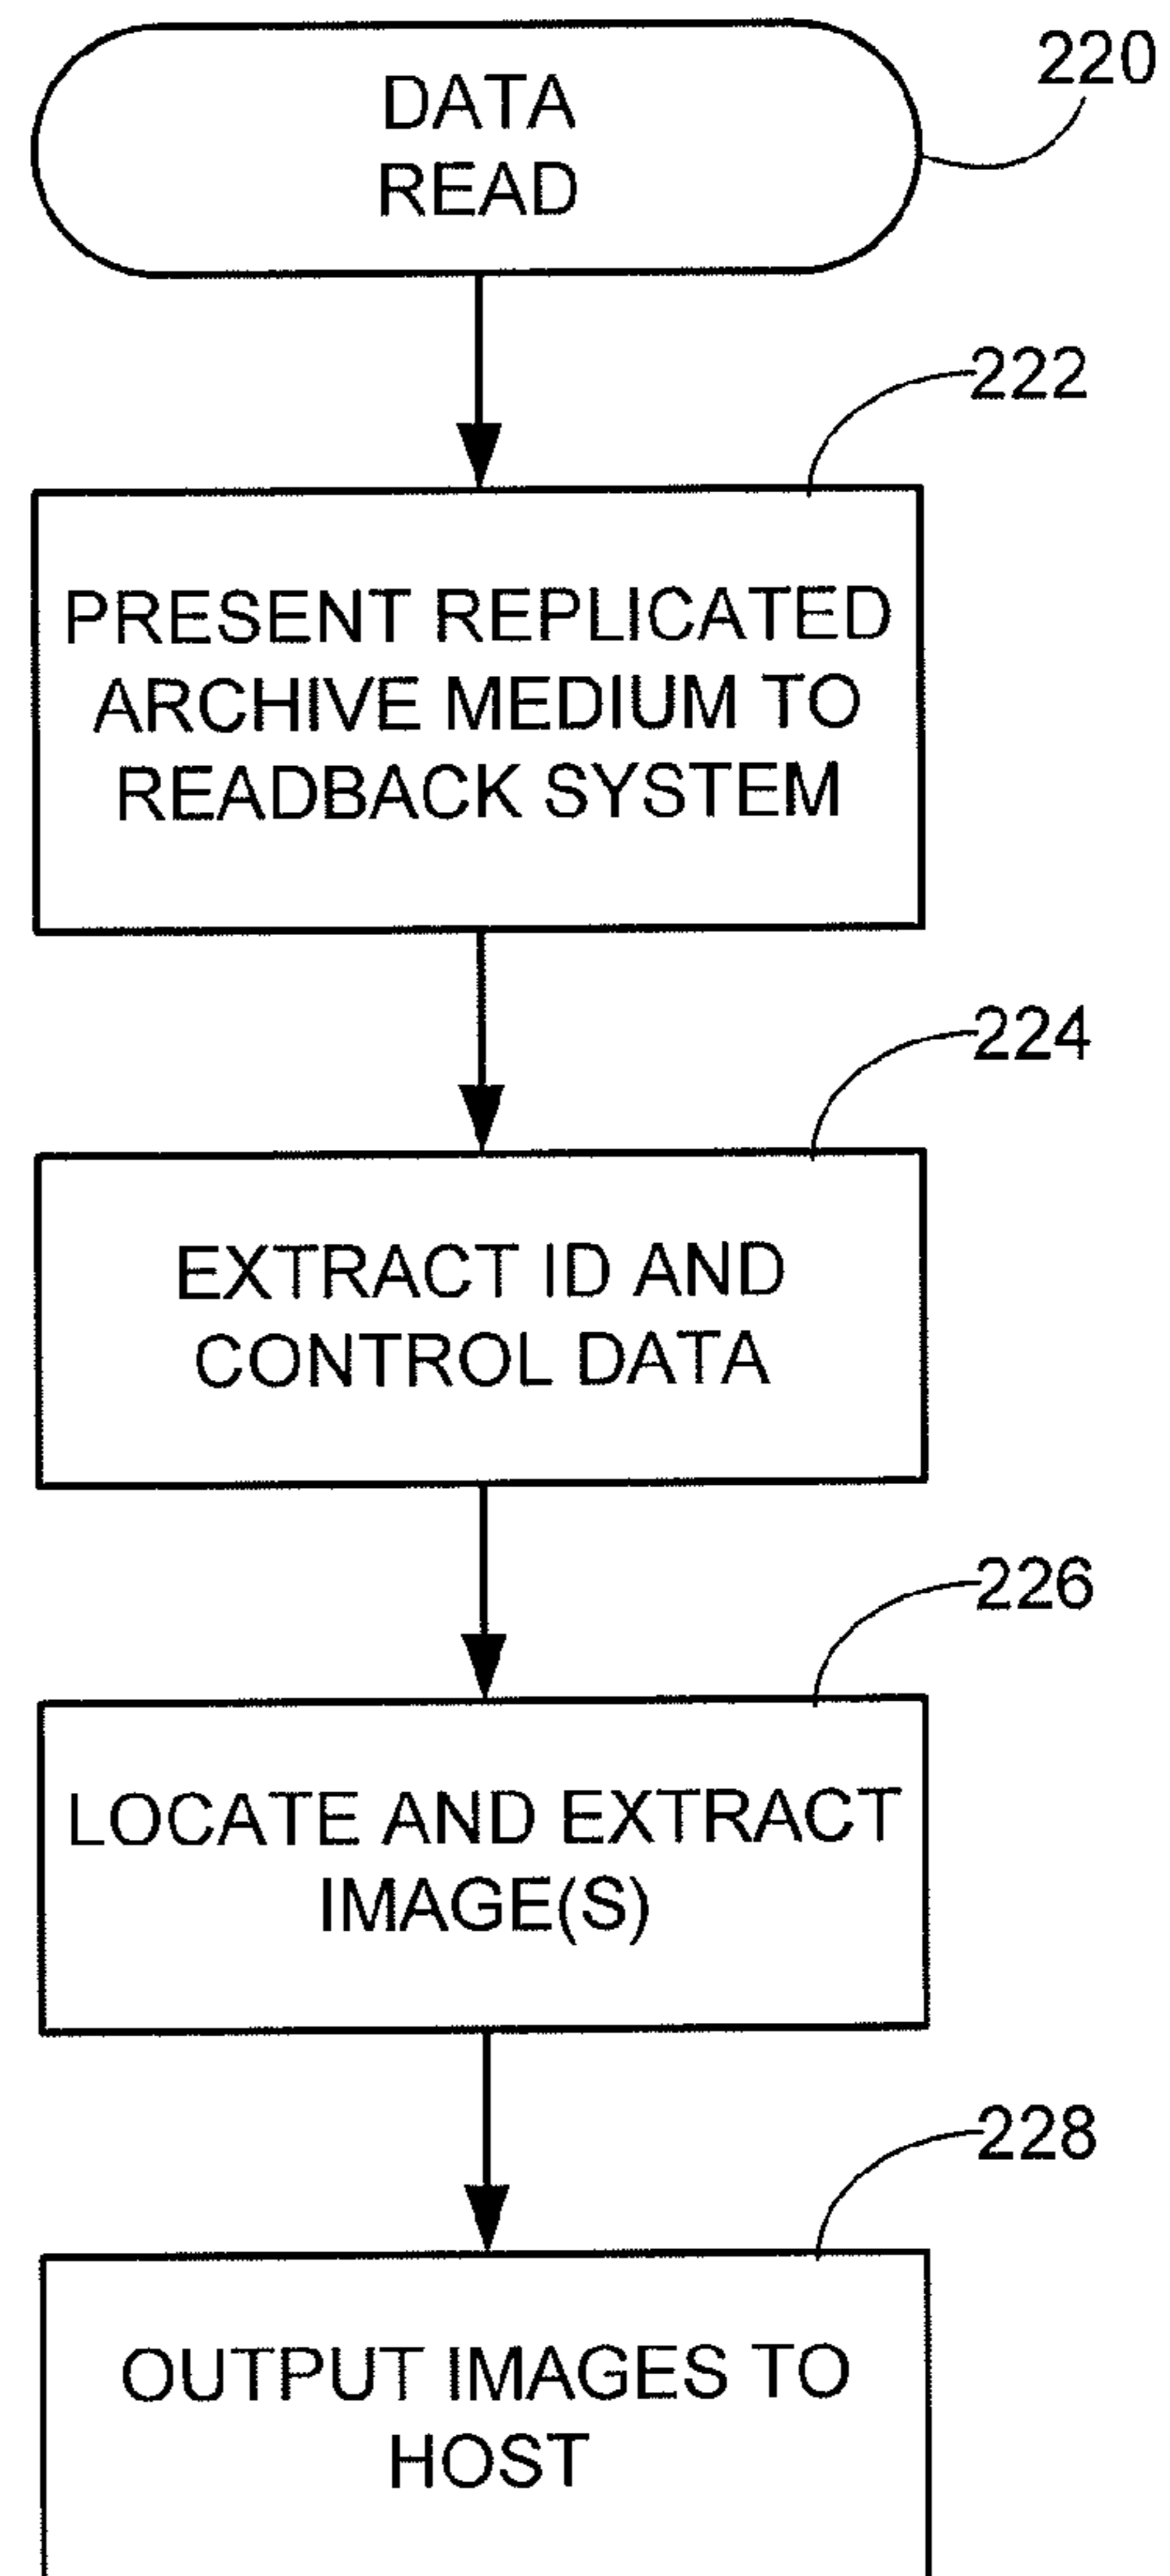 DATA
READ
220
222
PRESENT REPLICATED
ARCHIVE MEDIUM TO
READBACK SYSTEM
224
EXTRACT ID AND
CONTROL DATA
226
LOCATE AND EXTRACT
IMAGE(S)
228
OUTPUT IMAGES TO
HOST